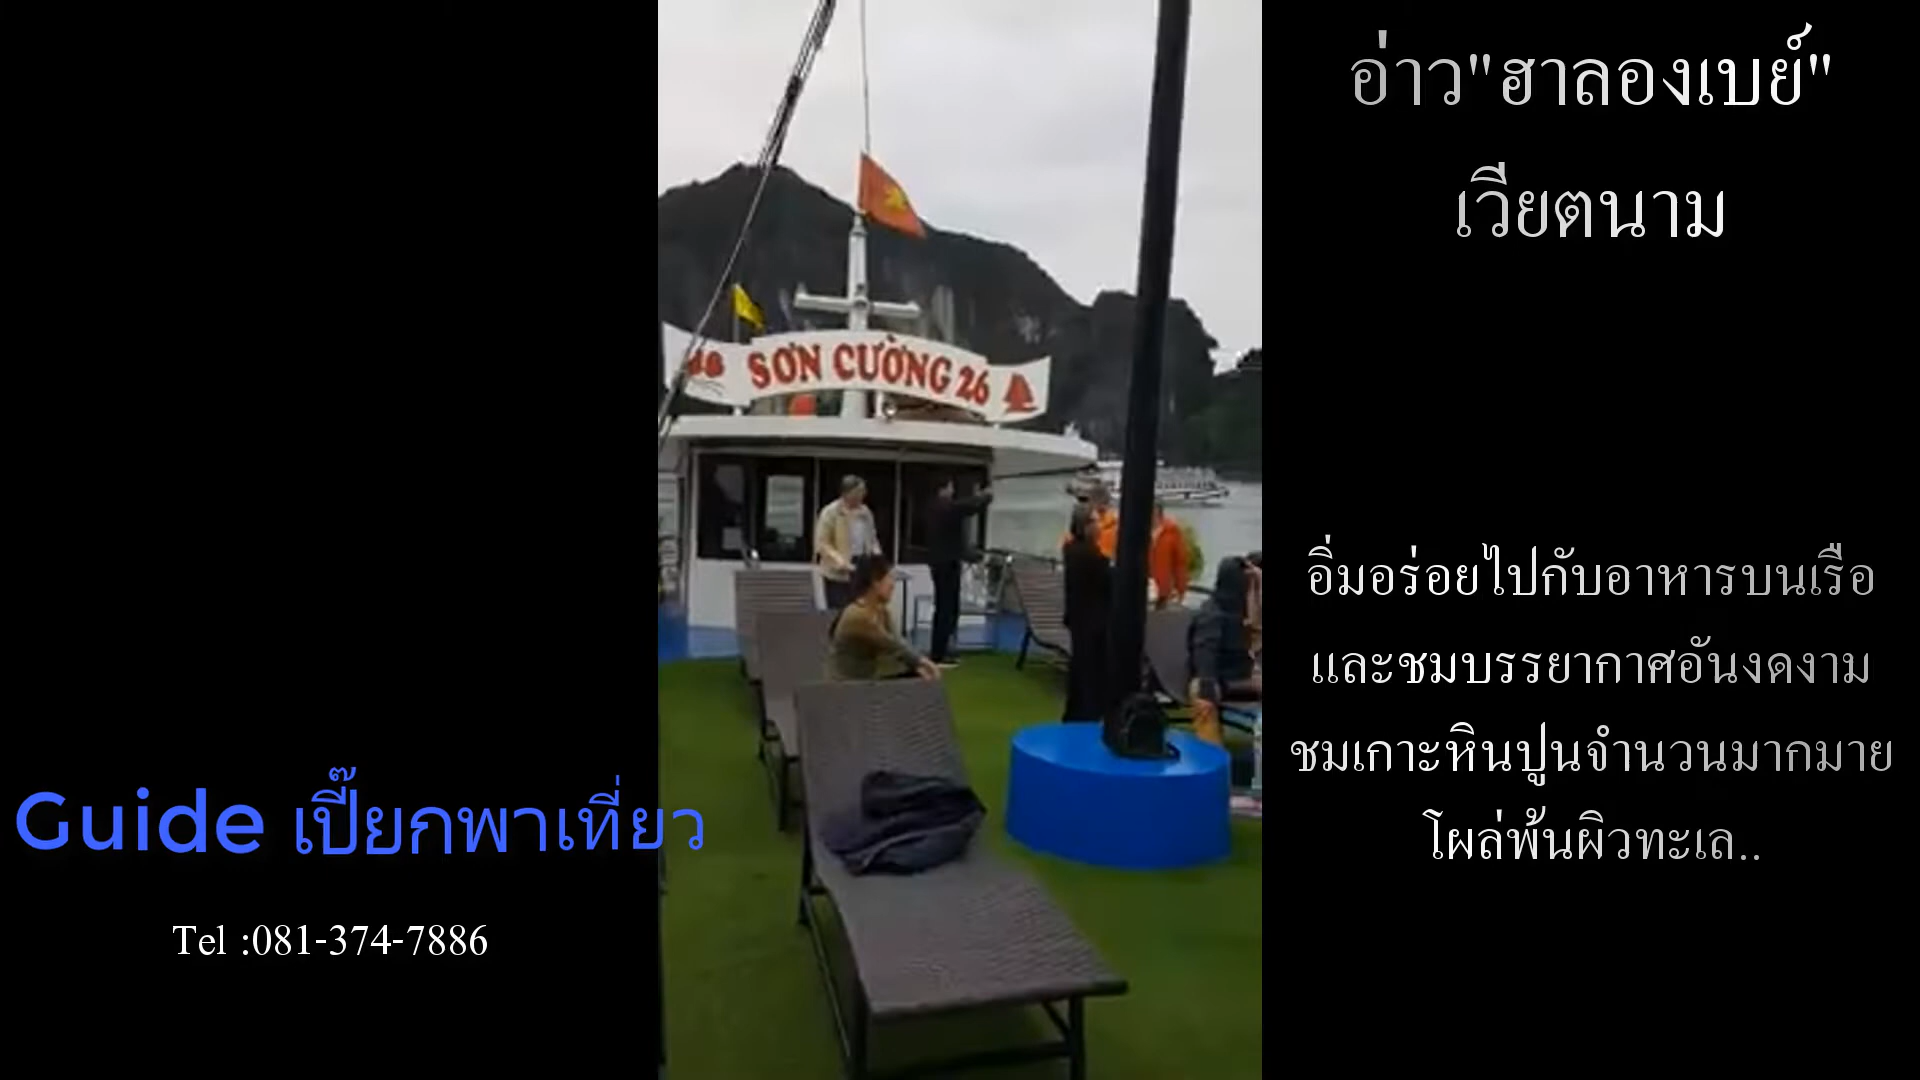 อ่าว"ฮาลองเบย์"
เวียตนาม
SƠN CƯỜNG 26
อิ่มอร่อยไปกับอาหารบนเรือ
และชมบรรยากาศอันงดงาม
ชมเกาะหินปูนจำนวนมากมาย
โผล่พ้นผิวทะเล..
Guide เปี๊ยกพาเที่ยว
Tel :081-374-7886